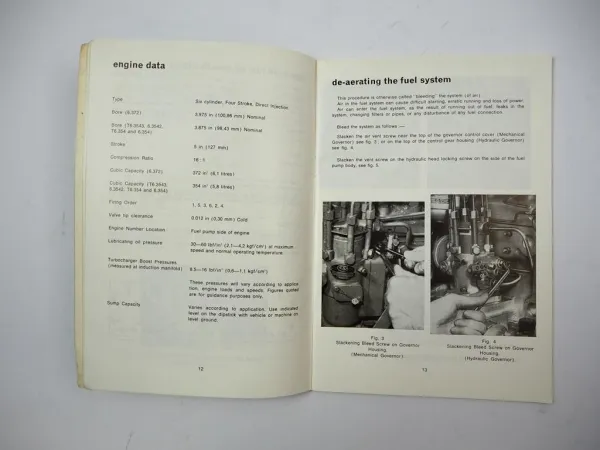 engine data
Type
Six cylinder, Four Stroke, Direct Injection
Bore (6.372)
3.975 in (100,96 mm) Nominal
Bore (T6.3543, 6.3543,
T6.354 and 6.354)
3.875 in (98,43 mm) Nominal
Stroke
5 in (127 mm)
Compression Ratio
16 : 1
Cubic Capacity (6.372)
372 in³ (6,1 litres)
Cubic Capacity (T6.3543,
6.3543, T6.354 and 6.354)
354 in³ (5,8 litres)
Firing Order
1, 5, 3, 6, 2, 4.
Valve tip clearance
0.012 in (0,30 mm) Cold
Engine Number Location
Fuel pump side of engine
Lubricating oil pressure
30—60 lbf/in² (2,1—4,2 kgf/cm²) at maximum
speed and normal operating temperature.
Turbocharger Boost Pressures.
(measured at induction manifold)
8.5—16 lbf/in² (0,6—1,1 kgf/cm²)
These pressures will vary according to applica-
tion, engine loads and speeds. Figures quoted
are for guidance purposes only.
Sump Capacity
Varies according to application. Use indicated
level on the dipstick with vehicle or machine on
level ground.
12
de-aerating the fuel system
This procedure is otherwise called "bleeding" the system (of air).
Air in the fuel system can cause difficult starting, erratic running and loss of power.
Air can enter the fuel system, as the result of running out of fuel; leaks in the
system, changing filters or pipes, or any disturbance of any fuel connection.
Bleed the system as follows :—
Slacken the air vent screw near the top of the governor control cover (Mechanical
Governor) see fig. 3 ; or on the top of the control gear housing (Hydraulic Governor)
see fig. 4.
Slacken the vent screw on the hydraulic head locking screw on the side of the fuel
pump body, see fig. 5.
Fig. 3
Slackening Bleed Screw on Governor
Housing.
(Mechanical Governor)
Fig. 4
Slackening Bleed Screw on Governor
Housing.
(Hydraulic Governor).
13